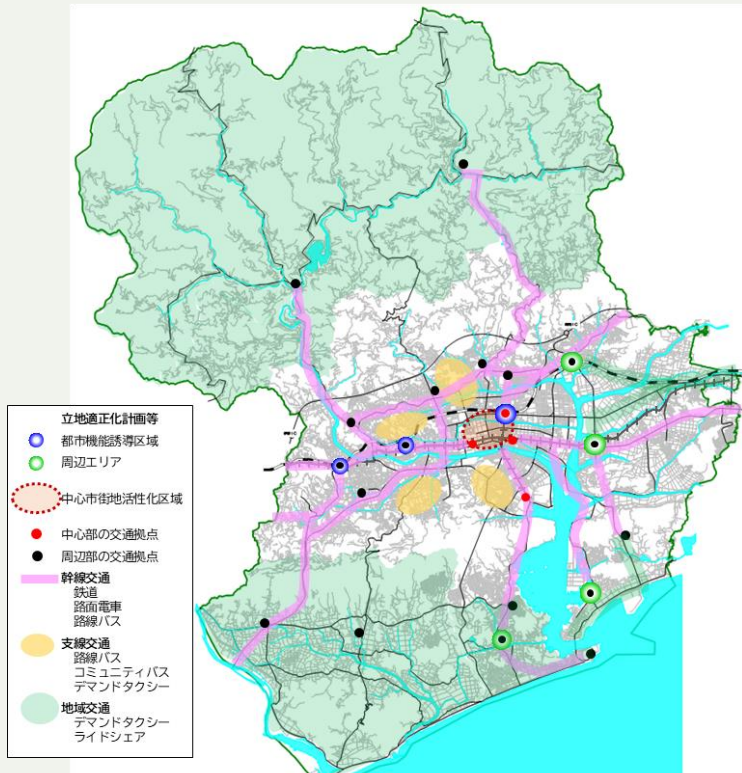 立地適正化計画等
都市機能誘導区域
周辺エリア
中心市街地活性化区域
中心部の交通拠点
周辺部の交通拠点
幹線交通
鉄道
路面電車
路線バス
支線交通
路線バス
コミュニティバス
デマンドタクシー
地域交通
デマンドタクシー
ライドシェア